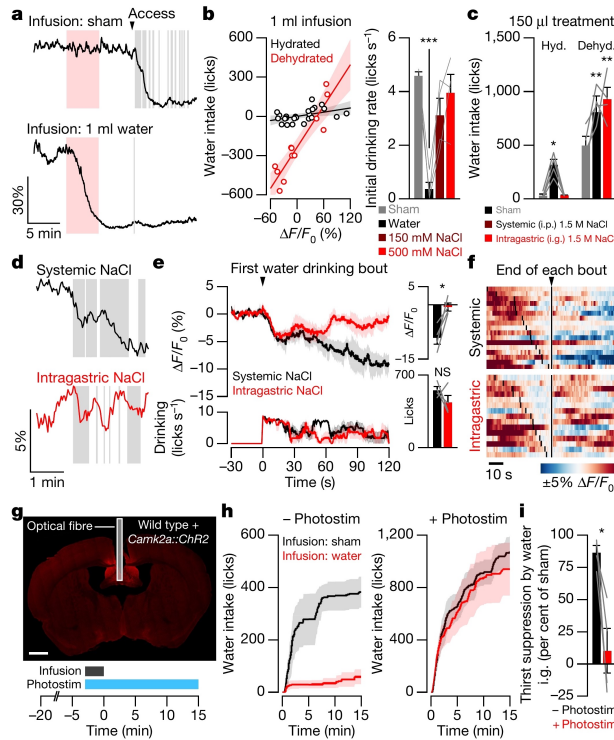 a
Infusion: sham
Access
Infusion: 1 ml water
30%
5 min
b
1 ml infusion
Hydrated
Dehydrated
Water intake (licks)
600
300
0
−300
−600
−60
0
60
120
ΔF/F0 (%)
Initial drinking rate (licks s−1)
6
4
2
0
***
Sham
Water
150 mM NaCl
500 mM NaCl
c
150 µl treatment
Hyd.
Dehyd.
Water intake (licks)
1,500
1,000
500
0
*
**
**
Sham
Systemic (i.p.) 1.5 M NaCl
Intragastric (i.g.) 1.5 M NaCl
d
Systemic NaCl
Intragastric NaCl
5%
1 min
e
First water drinking bout
ΔF/F0 (%)
5
0
−5
−10
−15
Systemic NaCl
Intragastric NaCl
Drinking
(licks s−1)
10
0
−30
0
30
60
90
120
Time (s)
*
ΔF/F0
−15
700
NS
Licks
0
f
End of each bout
Systemic
Intragastric
10 s
±5% ΔF/F0
g
Optical fibre
Wild type +
Camk2a::ChR2
Infusion
Photostim
−20
−5
0
5
10
15
Time (min)
h
− Photostim
Infusion: sham
Infusion: water
Water intake (licks)
600
400
200
0
0
5
10
15
Time (min)
+ Photostim
Water intake (licks)
1,200
800
400
0
0
5
10
15
Time (min)
i
Thirst suppression by water
i.g. (per cent of sham)
100
75
50
25
0
−25
*
− Photostim
+ Photostim